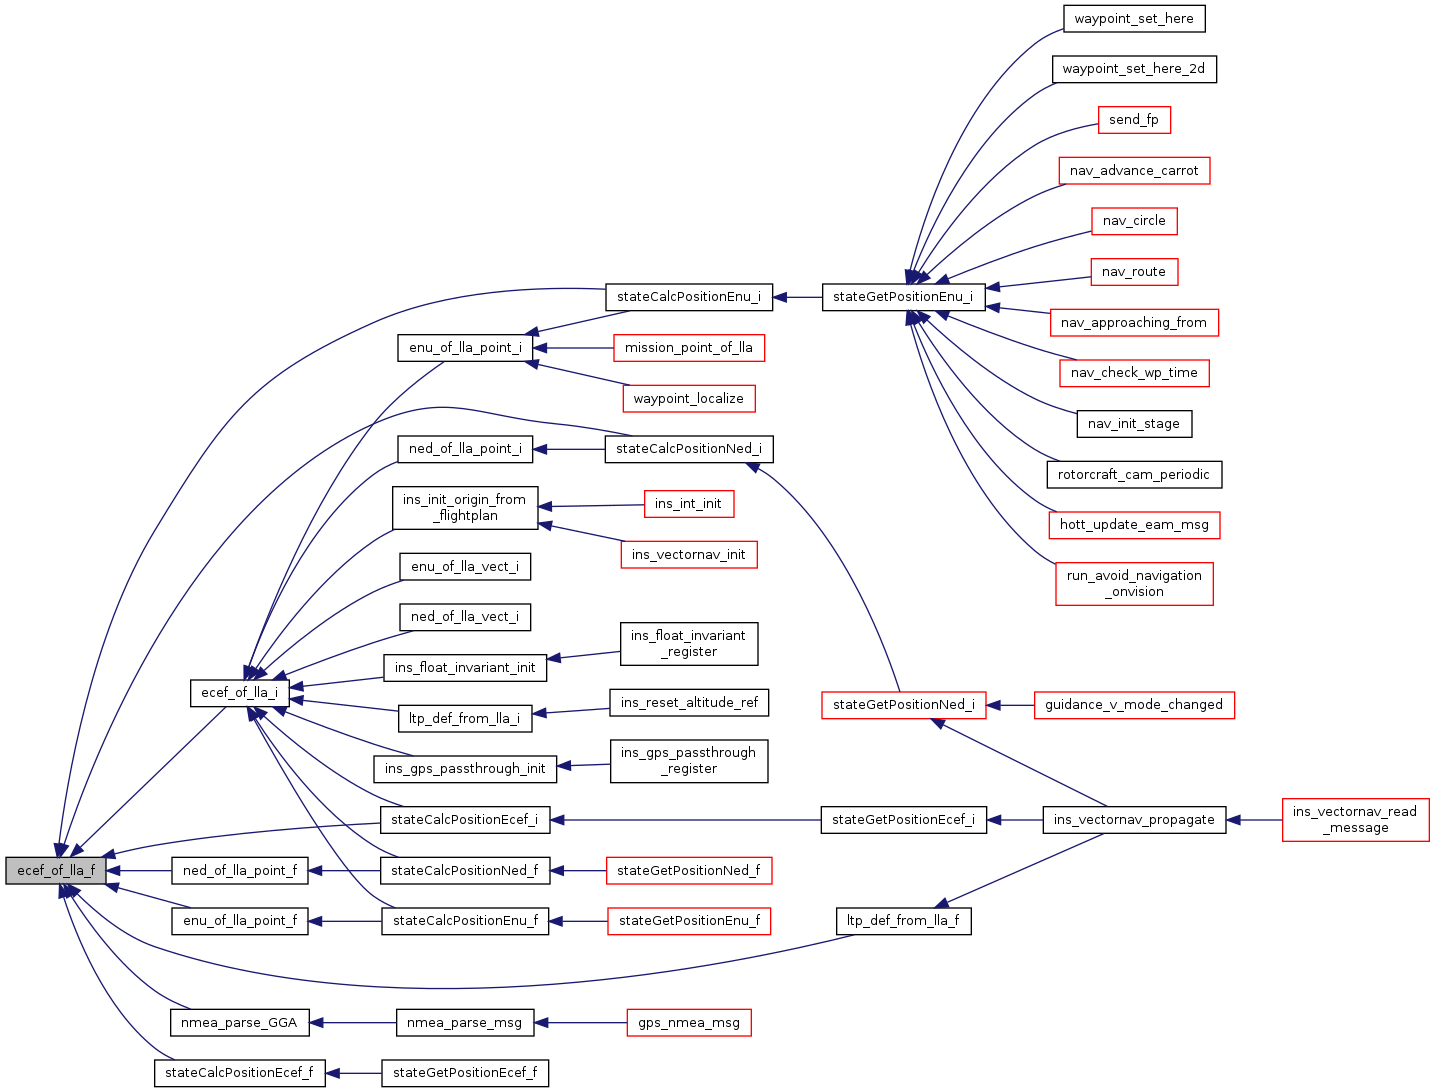 waypoint_set_here
waypoint_set_here_2d
send_fp
nav_advance_carrot
nav_circle
nav_route
stateCalcPositionEnu_i
stateGetPositionEnu_i
nav_approaching_from
enu_of_lla_point_i
mission_point_of_lla
nav_check_wp_time
waypoint_localize
nav_init_stage
ned_of_lla_point_i
stateCalcPositionNed_i
rotorcraft_cam_periodic
ins_init_origin_from
_flightplan
ins_int_init
hott_update_eam_msg
ins_vectornav_init
enu_of_lla_vect_i
run_avoid_navigation
_onvision
ned_of_lla_vect_i
ins_float_invariant
_register
ins_float_invariant_init
ecef_of_lla_i
ins_reset_altitude_ref
stateGetPositionNed_i
guidance_v_mode_changed
ltp_def_from_lla_i
ins_gps_passthrough
_register
ins_gps_passthrough_init
stateCalcPositionEcef_i
stateGetPositionEcef_i
ins_vectornav_propagate
ins_vectornav_read
_message
ecef_of_lla_f
ned_of_lla_point_f
stateCalcPositionNed_f
stateGetPositionNed_f
enu_of_lla_point_f
stateCalcPositionEnu_f
stateGetPositionEnu_f
ltp_def_from_lla_f
nmea_parse_GGA
nmea_parse_msg
gps_nmea_msg
stateCalcPositionEcef_f
stateGetPositionEcef_f